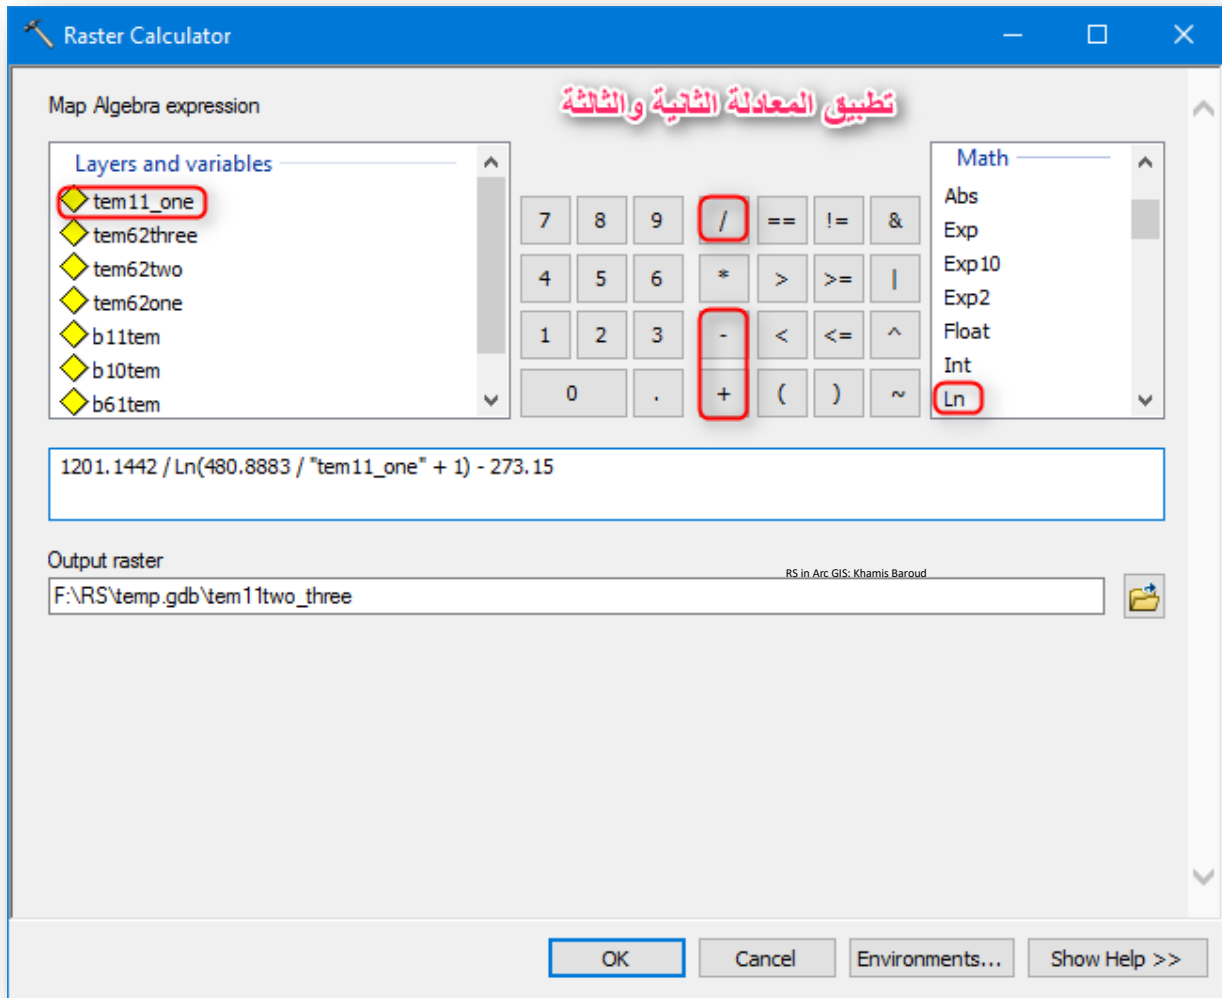 Raster Calculator
Map Algebra expression
تطبيق المعادلة الثانية والثالثة
Layers and variables
tem11_one
tem62three
tem62two
tem62one
b11tem
b10tem
b61tem
7 8 9 / == != &
4 5 6 * > >= |
1 2 3 - < <= ^
0 . + ( ) ~
Math
Abs
Exp
Exp10
Exp2
Float
Int
Ln
1201.1442 / Ln(480.8883 / "tem11_one" + 1) - 273.15
Output raster
RS in Arc GIS: Khamis Baroud
F:\RS\temp.gdb\tem11two_three
OK Cancel Environments... Show Help >>